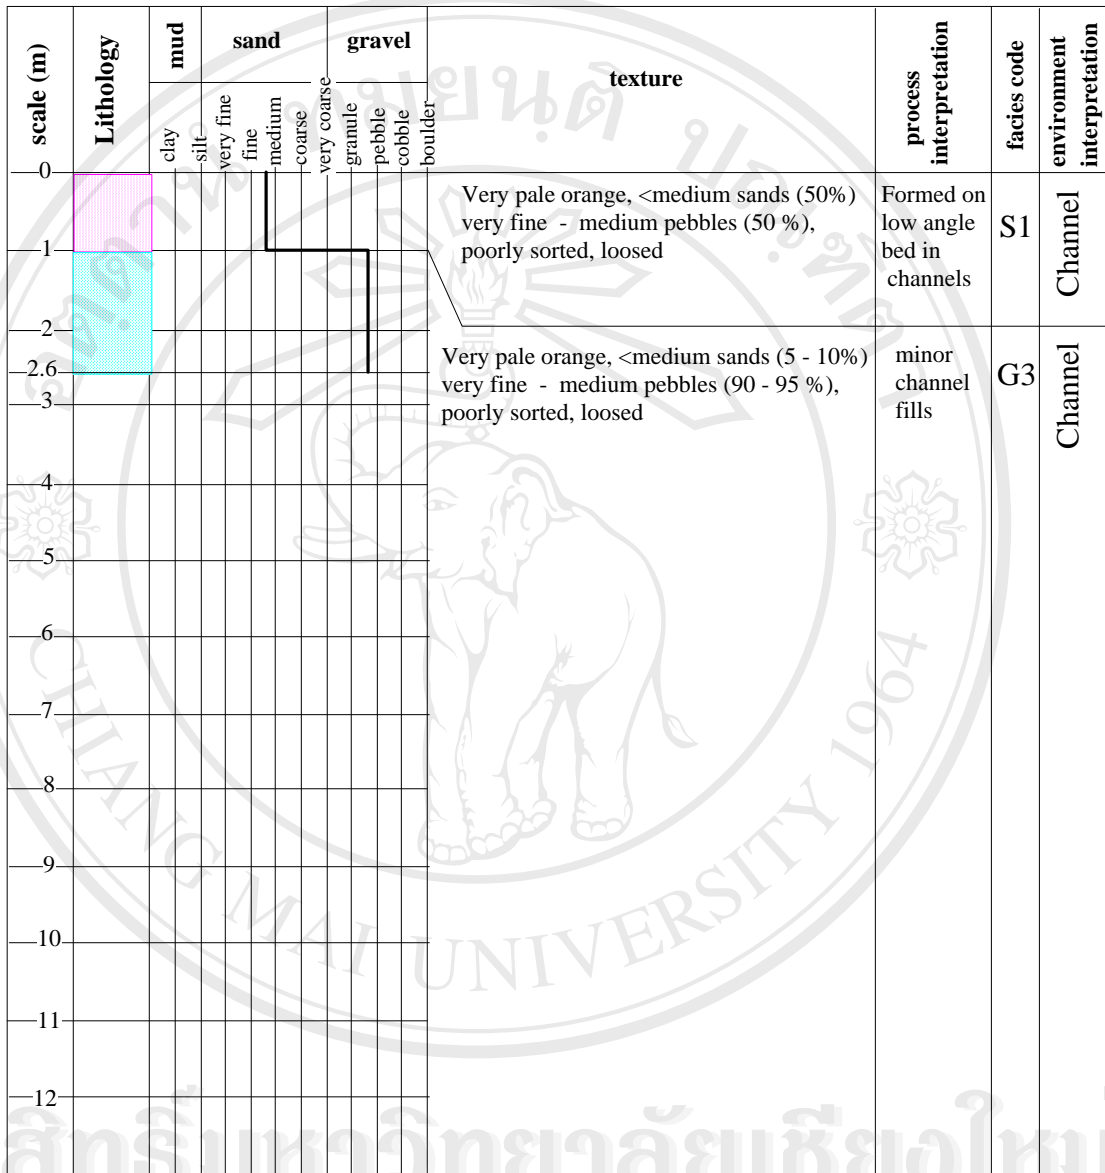 scale (m)
Lithology
mud
sand
gravel
clay
silt
very fine
fine
medium
coarse
very coarse
granule
pebble
cobble
boulder
texture
process
interpretation
facies code
environment
interpretation
0
1
2
2.6
3
4
5
6
7
8
9
10
11
12
Very pale orange, <medium sands (50%)
very fine - medium pebbles (50 %),
poorly sorted, loosed
Formed on
low angle
bed in
channels
S1
Channel
Very pale orange, <medium sands (5 - 10%)
very fine - medium pebbles (90 - 95 %),
poorly sorted, loosed
minor
channel
fills
G3
Channel
CHIANG MAI UNIVERSITY 1964